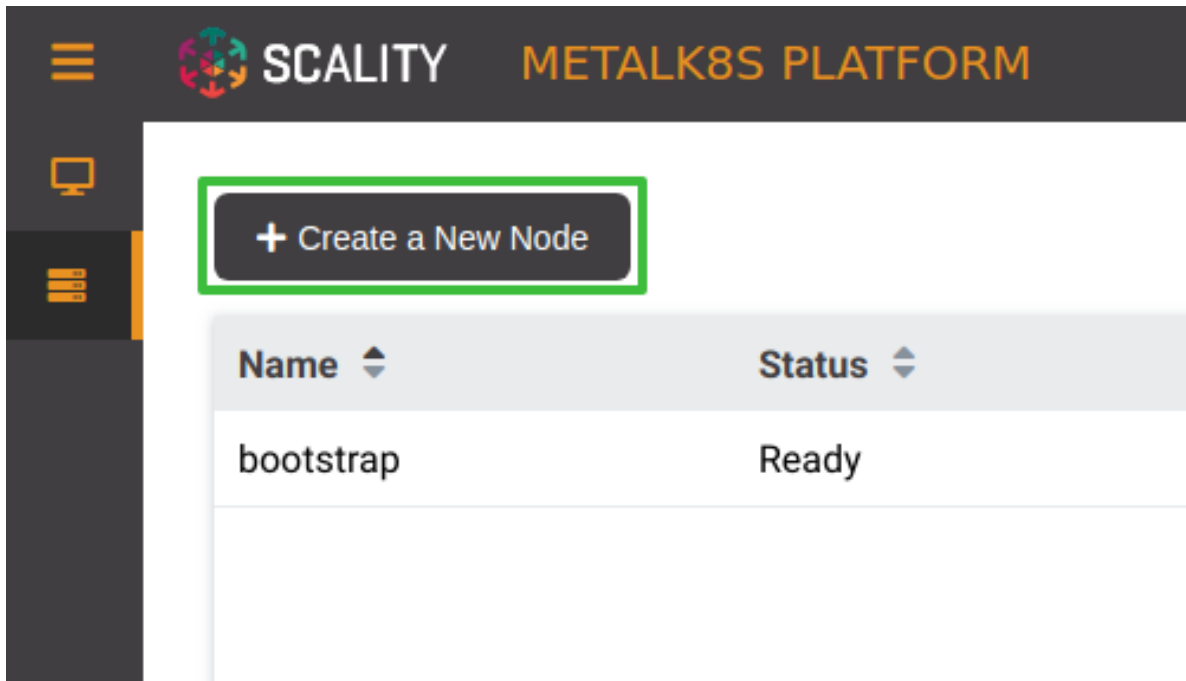 SCALITY METALK8S PLATFORM
+ Create a New Node
Name Status
bootstrap Ready